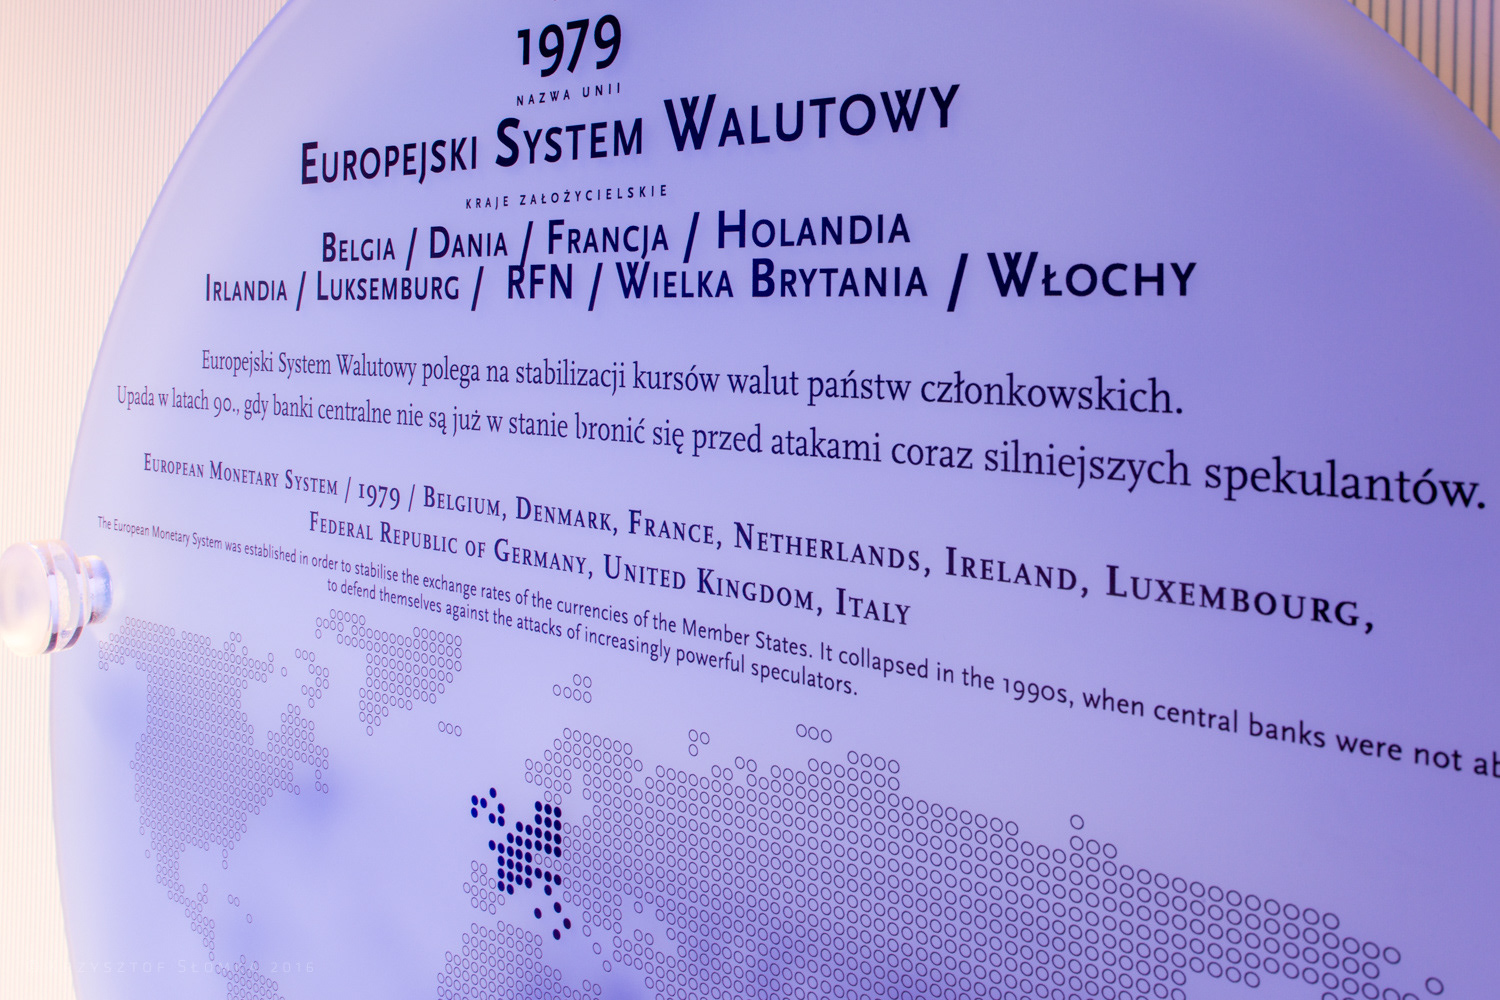 1979
NAZWA UNII
EUROPEJSKI SYSTEM WALUTOWY
KRAJE ZAŁOŻYCIELSKIE
BELGIA / DANIA / FRANCJA / HOLANDIA
IRLANDIA / LUKSEMBURG / RFN / WIELKA BRYTANIA / WŁOCHY
Europejski System Walutowy polega na stabilizacji kursów walut państw członkowskich.
Upada w latach 90., gdy banki centralne nie są już w stanie bronić się przed atakami coraz silniejszych spekulantów.
EUROPEAN MONETARY SYSTEM / 1979 / BELGIUM, DENMARK, FRANCE, NETHERLANDS, IRELAND, LUXEMBOURG,
FEDERAL REPUBLIC OF GERMANY, UNITED KINGDOM, ITALY
The European Monetary System was established in order to stabilise the exchange rates of the currencies of the Member States. It collapsed in the 1990s, when central banks were not
to defend themselves against the attacks of increasingly powerful speculators.
2016